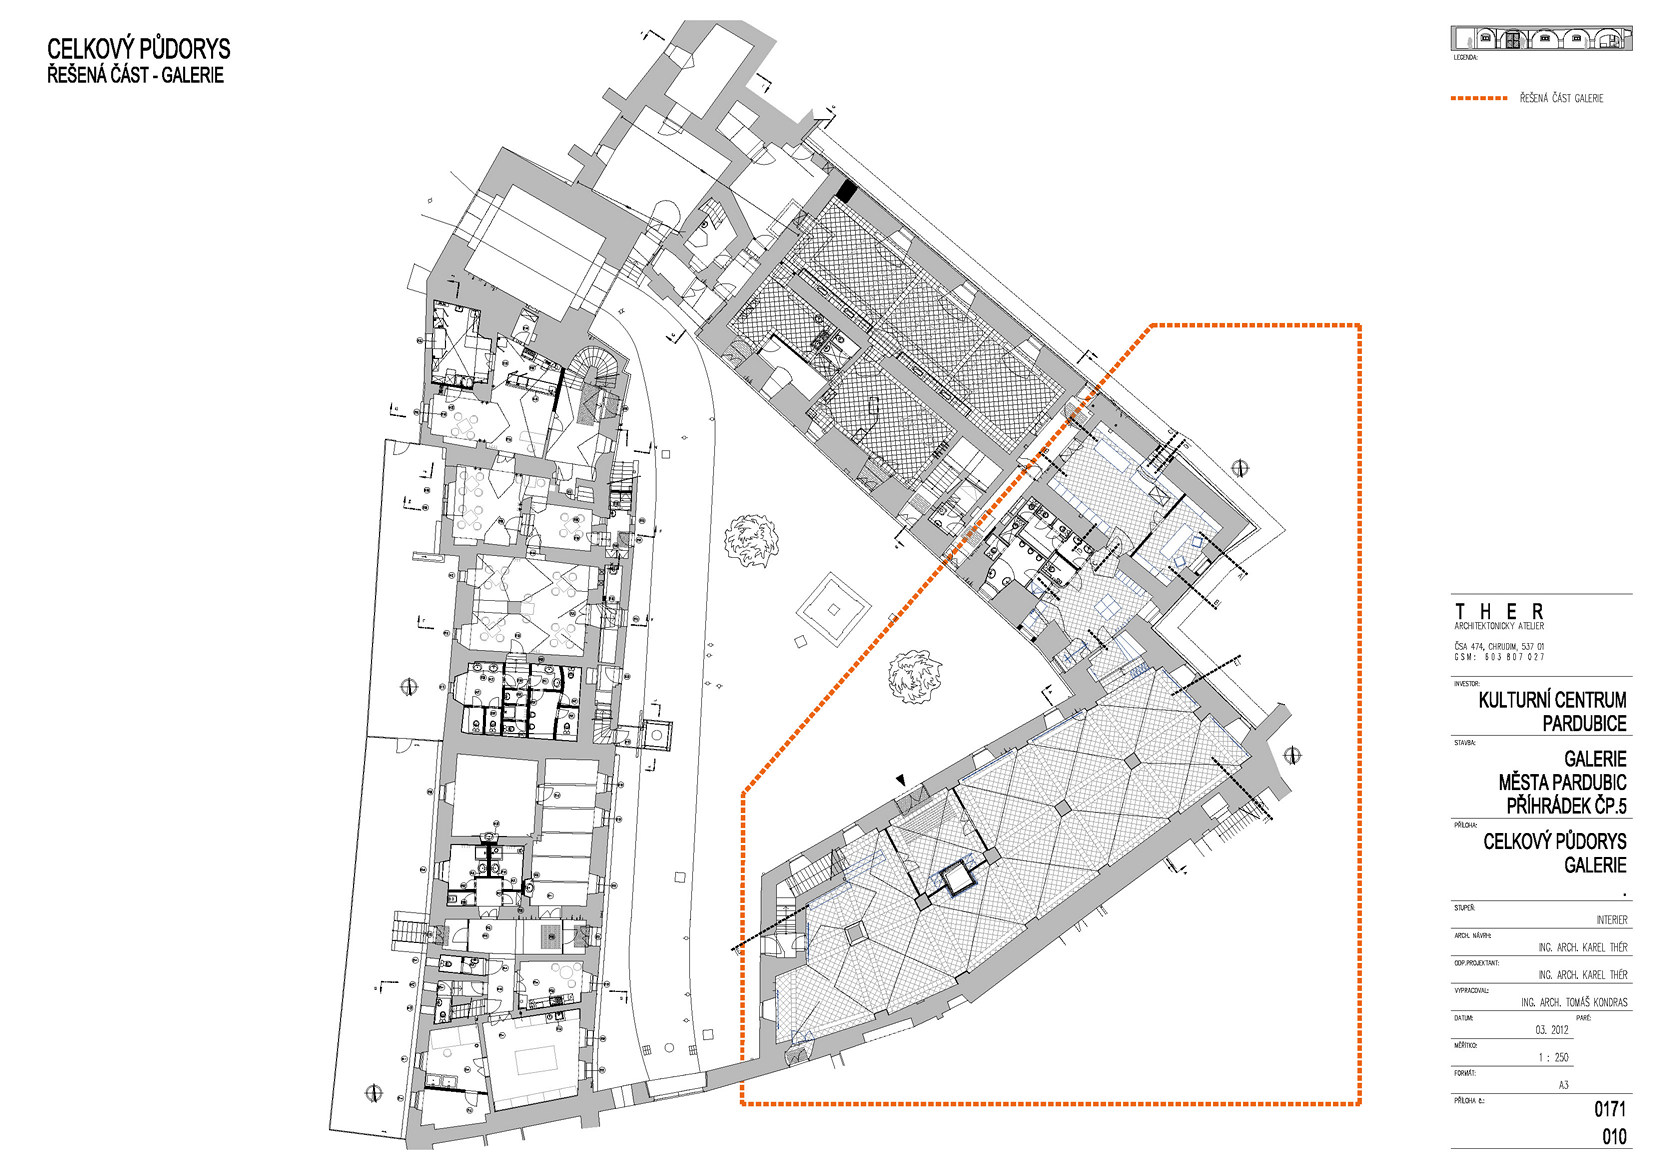 CELKOVÝ PŮDORYS
ŘEŠENÁ ČÁST - GALERIE
LEGENDA:
ŘEŠENÁ ČÁST GALERIE
T H E R
ARCHITEKTONICKÝ ATELIER
ČSA 474, CHRUDIM, 537 01
GSM: 603 807 027
INVESTOR:
KULTURNÍ CENTRUM
PARDUBICE
STAVBA:
GALERIE
MĚSTA PARDUBIC
PŘÍHRÁDEK ČP.5
PŘÍLOHA:
CELKOVÝ PŮDORYS
GALERIE
.
STUPEŇ:
INTERIER
ARCH. NÁVRH:
ING. ARCH. KAREL THÉR
ODP.PROJEKTANT:
ING. ARCH. KAREL THÉR
VYPRACOVAL:
ING. ARCH. TOMÁŠ KONDRAS
DATUM: PARÉ:
03. 2012
MĚŘÍTKO:
1 : 250
FORMÁT:
A3
PŘÍLOHA č.:
0171
010